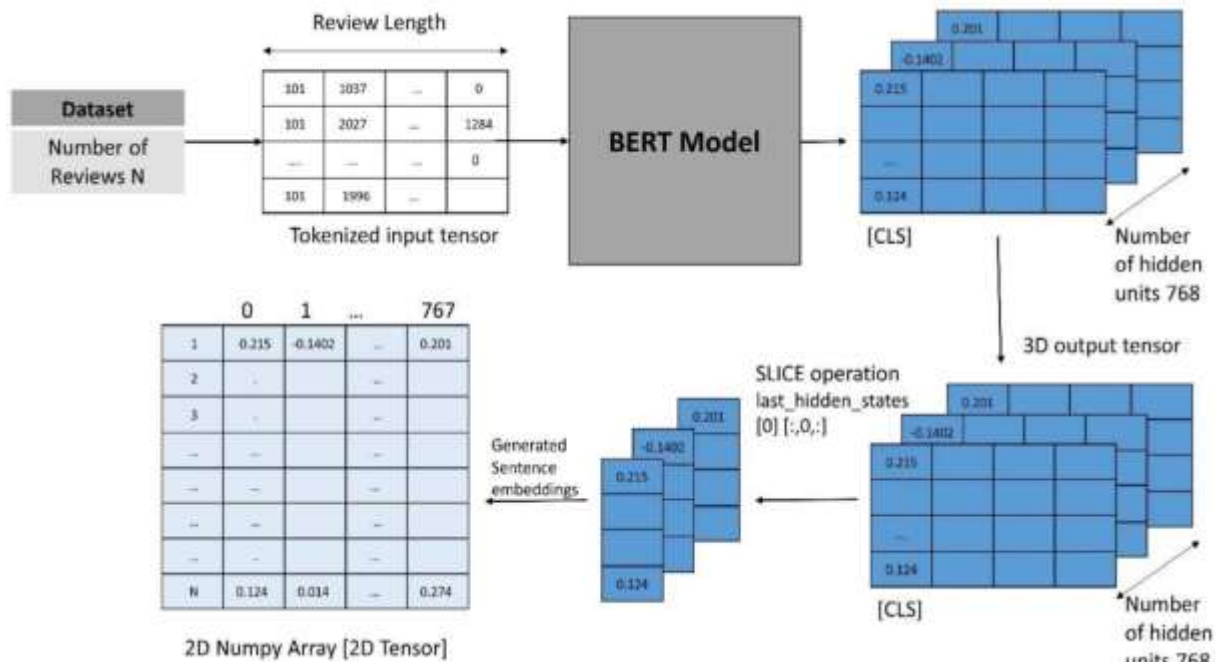 Review Length
Dataset
Number of
Reviews N
101 1037 ... 0
101 2027 ... 1284
.... ... ... 0
101 1996 ...
Tokenized input tensor
BERT Model
0.201
-0.1402
0.215
...
0.124
[CLS]
Number
of hidden
units 768
3D output tensor
0 1 ... 767
1 0.215 -0.1402 ... 0.201
2 . ...
3 .
... ... ...
... ... ...
... ... ...
... . ...
N 0.124 0.014 ... 0.274
2D Numpy Array [2D Tensor]
Generated
Sentence
embeddings
SLICE operation
last_hidden_states
[0] [:,0,:]
0.201
-0.1402
0.215
0.124
0.201
-0.1402
0.215
...
0.124
[CLS]
Number
of hidden
units 768